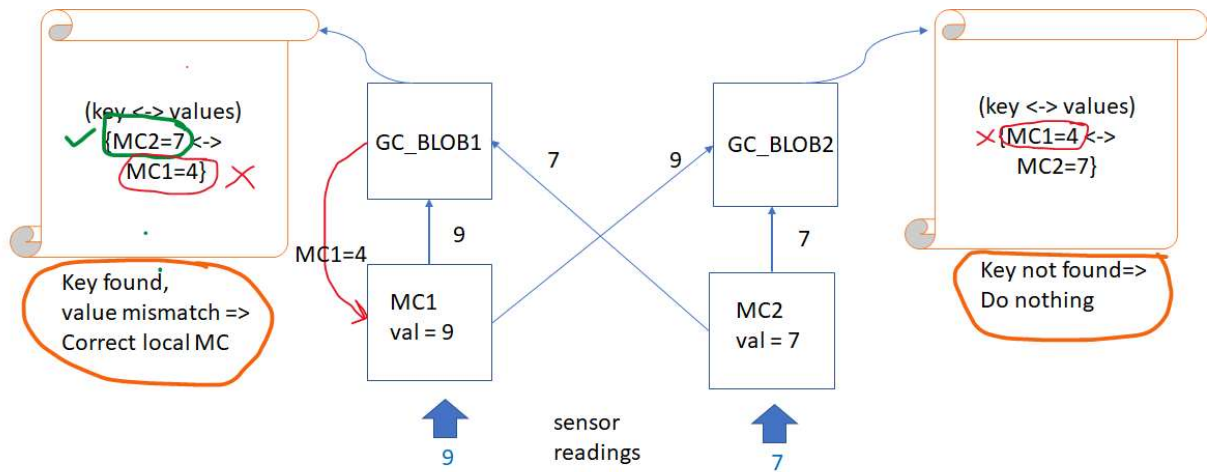 (key <-> values)
{MC2=7 <->
MC1=4}
Key found,
value mismatch =>
Correct local MC
GC_BLOB1
MC1=4
9
7
MC1
val = 9
9
sensor
readings
GC_BLOB2
9
7
MC2
val = 7
7
(key <-> values)
{MC1=4 <->
MC2=7}
Key not found=>
Do nothing